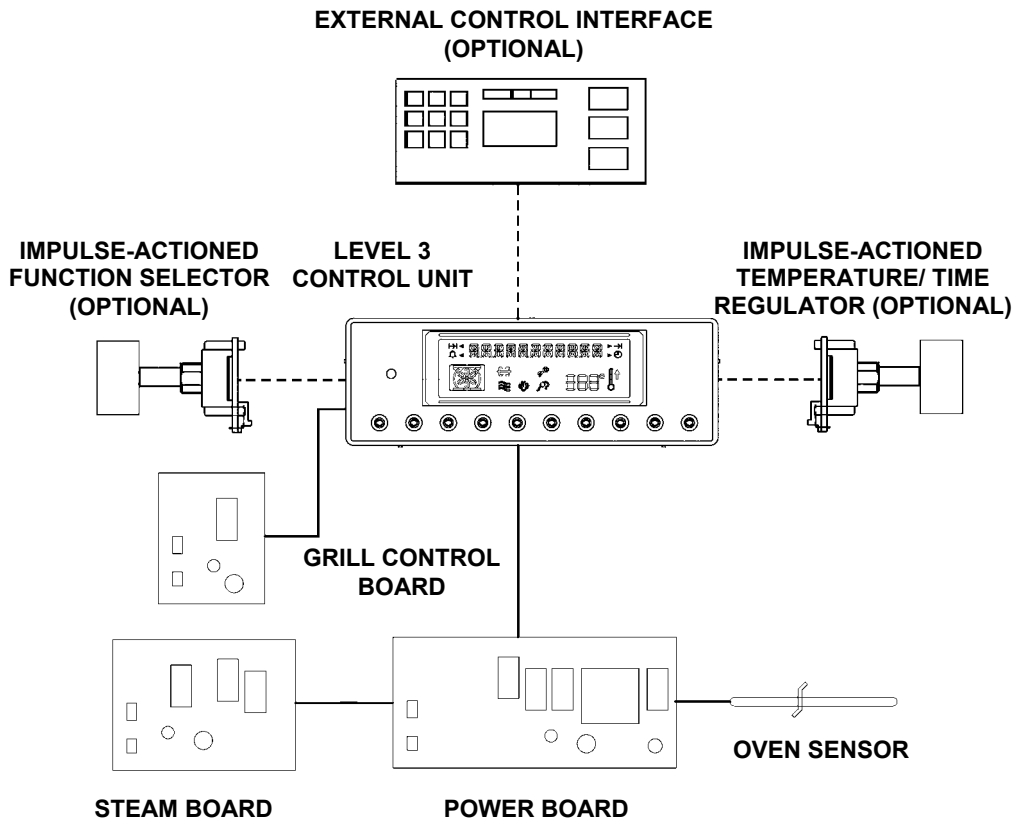 EXTERNAL CONTROL INTERFACE
(OPTIONAL)
IMPULSE-ACTIONED
FUNCTION SELECTOR
(OPTIONAL)
LEVEL 3
CONTROL UNIT
IMPULSE-ACTIONED
TEMPERATURE/ TIME
REGULATOR (OPTIONAL)
GRILL CONTROL
BOARD
OVEN SENSOR
STEAM BOARD
POWER BOARD